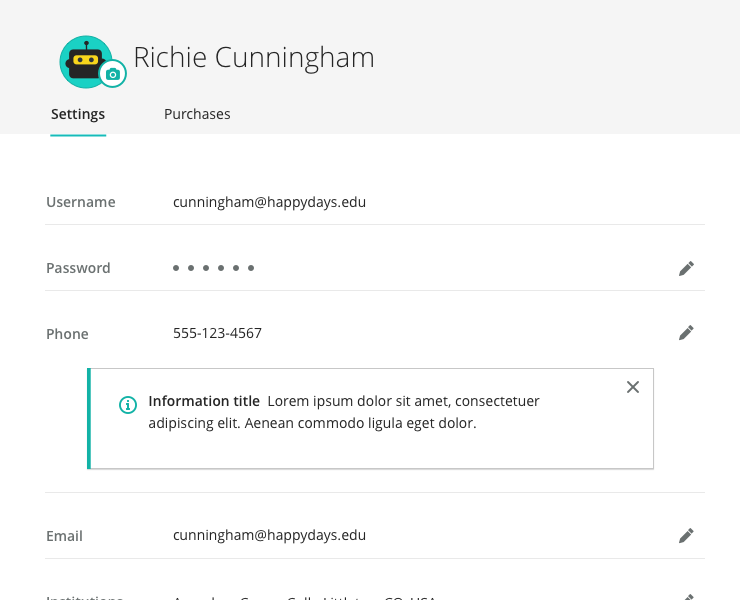 Richie Cunningham
Settings Purchases
Username cunningham@happydays.edu
Password
Phone 555-123-4567
Information title Lorem ipsum dolor sit amet, consectetuer
adipiscing elit. Aenean commodo ligula eget dolor.
Email cunningham@happydays.edu
Institutions